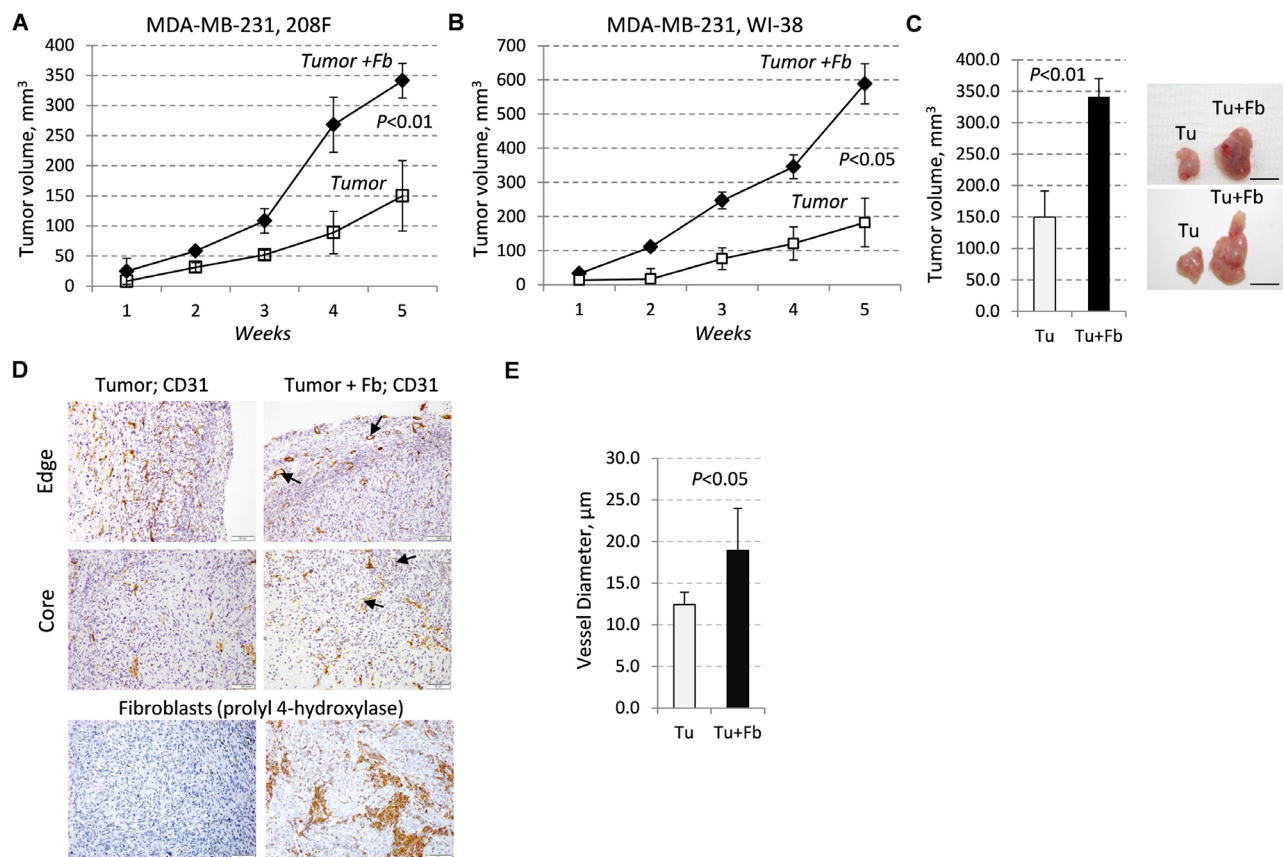 A
MDA-MB-231, 208F
Tumor volume, mm³
400
350
300
250
200
150
100
50
0
Tumor +Fb
P<0.01
Tumor
1 2 3 4 5
Weeks
B
MDA-MB-231, WI-38
Tumor volume, mm³
700
600
500
400
300
200
100
0
Tumor +Fb
P<0.05
Tumor
1 2 3 4 5
Weeks
C
Tumor volume, mm³
400.0
350.0
300.0
250.0
200.0
150.0
100.0
50.0
0.0
P<0.01
Tu Tu+Fb
Tu+Fb
Tu
Tu+Fb
Tu
D
Tumor; CD31 Tumor + Fb; CD31
Edge
Core
Fibroblasts (prolyl 4-hydroxylase)
E
Vessel Diameter, µm
30.0
25.0
20.0
15.0
10.0
5.0
0.0
P<0.05
Tu Tu+Fb